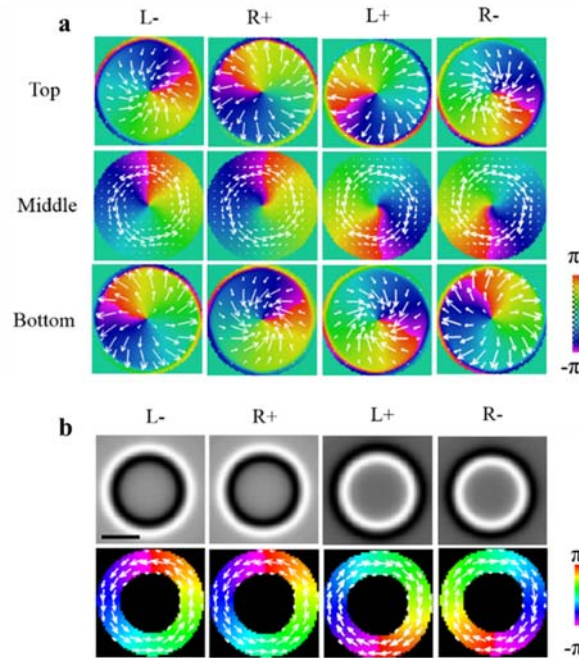 L- R+ L+ R-
a
Top
Middle
Bottom
π
-π
L- R+ L+ R-
b
π
-π